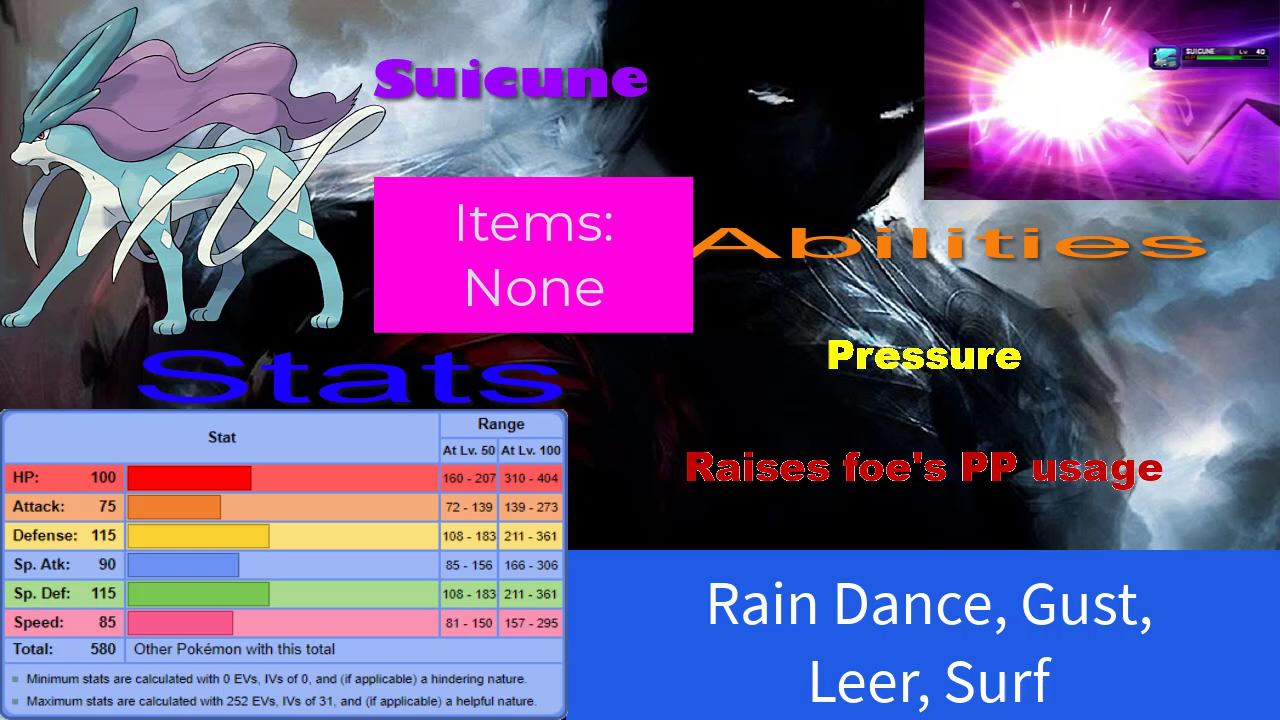 Suicune
SUICUNE Lv 40
HP
Items:
None
Abilities
Pressure
Raises foe's PP usage
Stats
Stat Range
At Lv. 50 At Lv. 100
HP: 100 160 - 207 310 - 404
Attack: 75 72 - 139 139 - 273
Defense: 115 108 - 183 211 - 361
Sp. Atk: 90 85 - 156 166 - 306
Sp. Def: 115 108 - 183 211 - 361
Speed: 85 81 - 150 157 - 295
Total: 580 Other Pokémon with this total
Minimum stats are calculated with 0 EVs, IVs of 0, and (if applicable) a hindering nature.
Maximum stats are calculated with 252 EVs, IVs of 31, and (if applicable) a helpful nature.
Rain Dance, Gust,
Leer, Surf